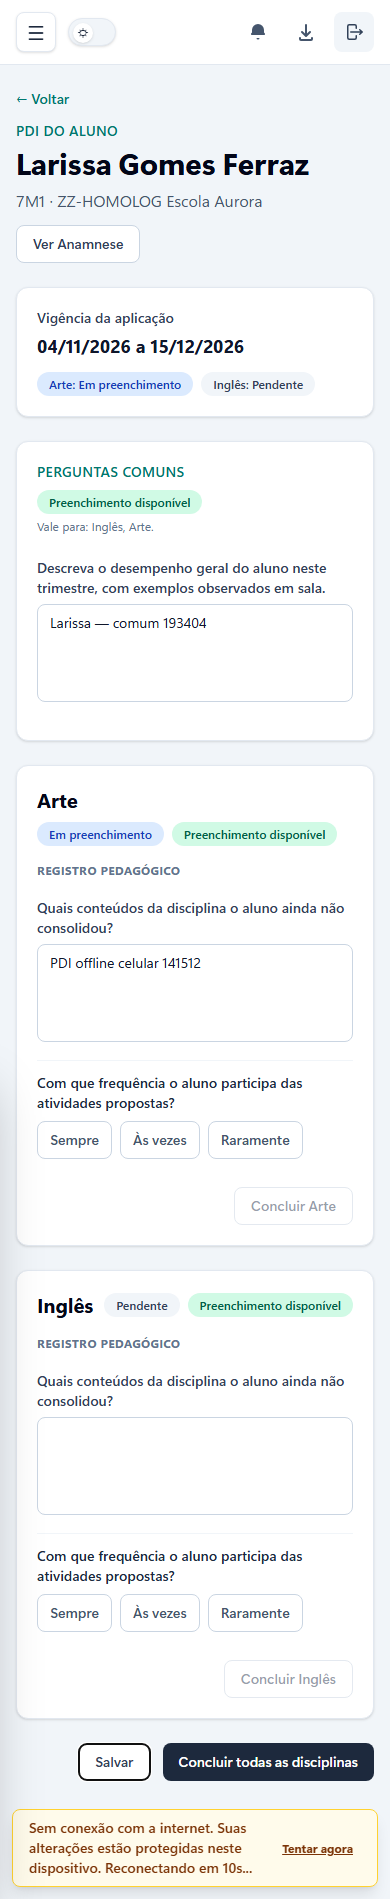 ← Voltar
PDI DO ALUNO
Larissa Gomes Ferraz
7M1 · ZZ-HOMOLOG Escola Aurora
Ver Anamnese
Vigência da aplicação
04/11/2026 a 15/12/2026
Arte: Em preenchimento Inglês: Pendente
PERGUNTAS COMUNS
Preenchimento disponível
Vale para: Inglês, Arte.
Descreva o desempenho geral do aluno neste
trimestre, com exemplos observados em sala.
Larissa — comum 193404
Arte
Em preenchimento Preenchimento disponível
REGISTRO PEDAGÓGICO
Quais conteúdos da disciplina o aluno ainda não
consolidou?
PDI offline celular 141512
Com que frequência o aluno participa das
atividades propostas?
Sempre Às vezes Raramente
Concluir Arte
Inglês Pendente Preenchimento disponível
REGISTRO PEDAGÓGICO
Quais conteúdos da disciplina o aluno ainda não
consolidou?
Com que frequência o aluno participa das
atividades propostas?
Sempre Às vezes Raramente
Concluir Inglês
Salvar Concluir todas as disciplinas
Sem conexão com a internet. Suas
alterações estão protegidas neste
dispositivo. Reconectando em 10s...
Tentar agora